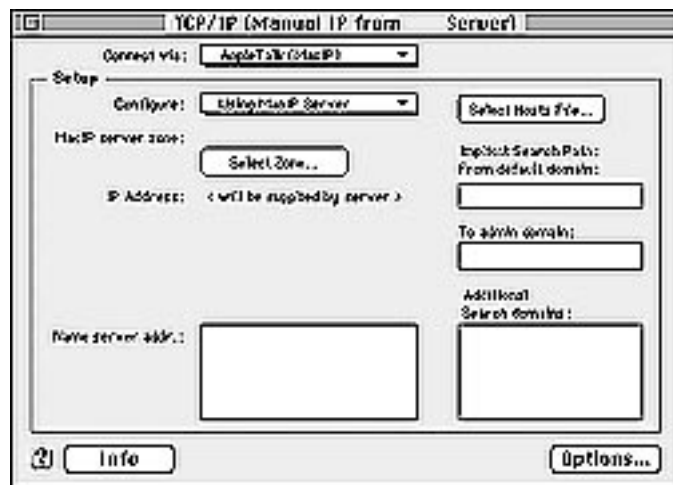 TCP/IP (Manual IP from Server)
Connect via: AppleTalk (MacIP)
Setup
Configure: Using MacIP Server
Select Hosts File...
MacIP server zone:
Select Zone...
Implicit Search Path:
From default domain:
IP Address: < will be supplied by server >
To admin domain:
Additional
Search domains:
Name server addr.:
Info
Options...